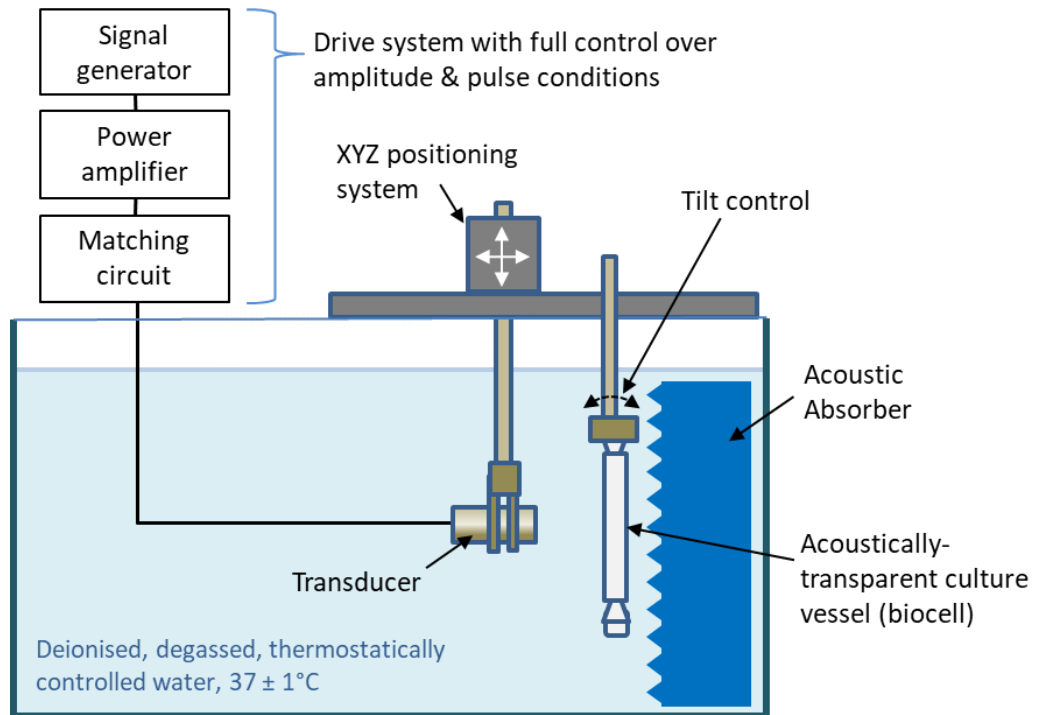 Signal
generator
Drive system with full control over
amplitude & pulse conditions
Power
amplifier
XYZ positioning
system
Tilt control
Matching
circuit
Acoustic
Absorber
Transducer
Acoustically-
transparent culture
vessel (biocell)
Deionised, degassed, thermostatically
controlled water, 37 ± 1°C